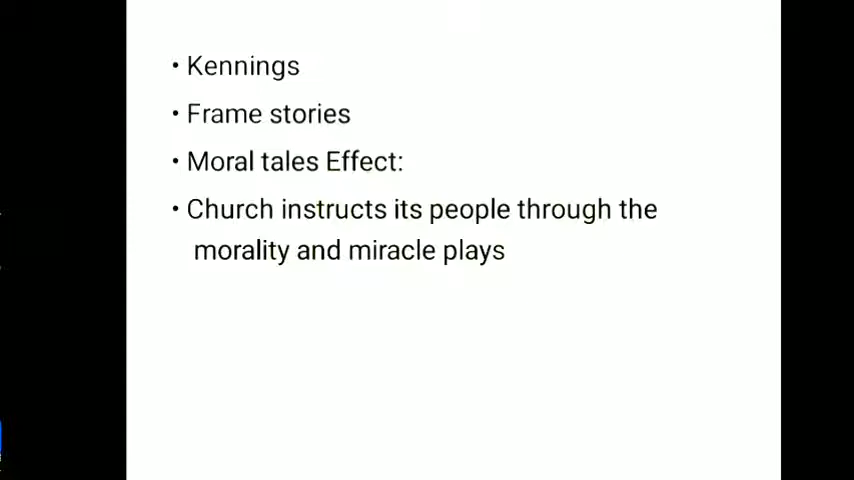 • Kennings
• Frame stories
• Moral tales Effect:
• Church instructs its people through the
morality and miracle plays